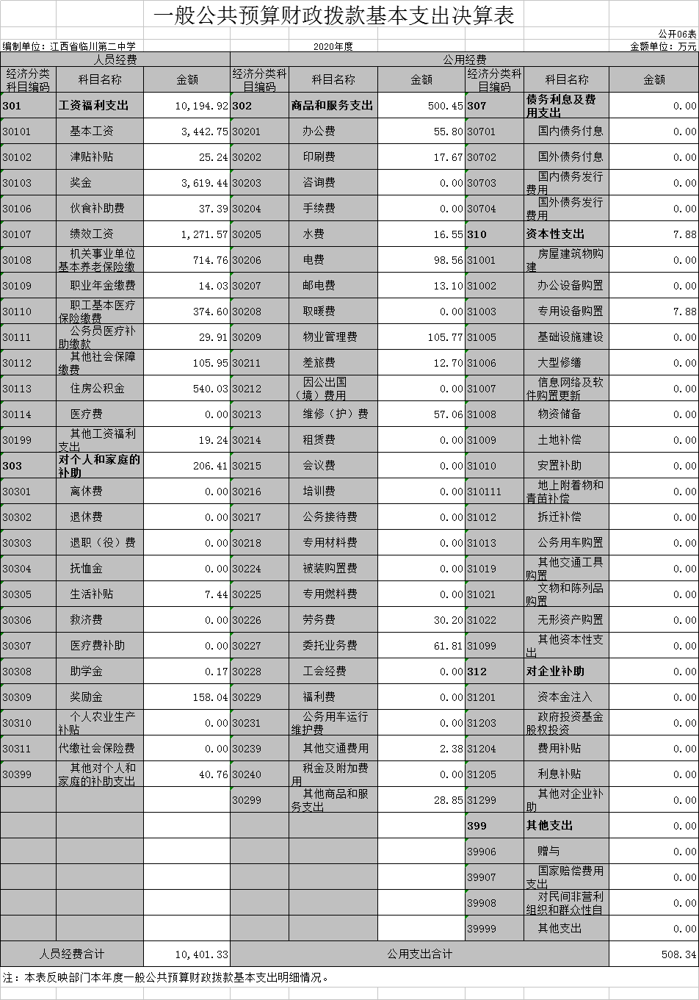 一般公共预算财政拨款基本支出决算表
公开06表
编制单位：江西省临川第二中学 2020年度 金额单位：万元
人员经费 公用经费
经济分类科目编码 科目名称 金额 经济分类科目编码 科目名称 金额 经济分类科目编码 科目名称 金额
301 工资福利支出 10,194.92 302 商品和服务支出 500.45 307 债务利息及费用支出 0.00
30101 基本工资 3,442.75 30201 办公费 55.80 30701 国内债务付息 0.00
30102 津贴补贴 25.24 30202 印刷费 17.67 30702 国外债务付息 0.00
30103 奖金 3,619.44 30203 咨询费 0.00 30703 国内债务发行费用 0.00
30106 伙食补助费 37.39 30204 手续费 0.00 30704 国外债务发行费用 0.00
30107 绩效工资 1,271.57 30205 水费 16.55 310 资本性支出 7.88
30108 机关事业单位基本养老保险缴 714.76 30206 电费 98.56 31001 房屋建筑物购建 0.00
30109 职业年金缴费 14.03 30207 邮电费 13.10 31002 办公设备购置 0.00
30110 职工基本医疗保险缴费 374.60 30208 取暖费 0.00 31003 专用设备购置 7.88
30111 公务员医疗补助缴款 29.91 30209 物业管理费 105.77 31005 基础设施建设 0.00
30112 其他社会保障缴费 105.95 30211 差旅费 12.70 31006 大型修缮 0.00
30113 住房公积金 540.03 30212 因公出国（境）费用 0.00 31007 信息网络及软件购置更新 0.00
30114 医疗费 0.00 30213 维修（护）费 57.06 31008 物资储备 0.00
30199 其他工资福利支出 19.24 30214 租赁费 0.00 31009 土地补偿 0.00
303 对个人和家庭的补助 206.41 30215 会议费 0.00 31010 安置补助 0.00
30301 离休费 0.00 30216 培训费 0.00 310111 地上附着物和青苗补偿 0.00
30302 退休费 0.00 30217 公务接待费 0.00 31012 拆迁补偿 0.00
30303 退职（役）费 0.00 30218 专用材料费 0.00 31013 公务用车购置 0.00
30304 抚恤金 0.00 30224 被装购置费 0.00 31019 其他交通工具购置 0.00
30305 生活补贴 7.44 30225 专用燃料费 0.00 31021 文物和陈列品购置 0.00
30306 救济费 0.00 30226 劳务费 30.20 31022 无形资产购置 0.00
30307 医疗费补助 0.00 30227 委托业务费 61.81 31099 其他资本性支出 0.00
30308 助学金 0.17 30228 工会经费 0.00 312 对企业补助 0.00
30309 奖励金 158.04 30229 福利费 0.00 31201 资本金注入 0.00
30310 个人农业生产补贴 0.00 30231 公务用车运行维护费 0.00 31203 政府投资基金股权投资 0.00
30311 代缴社会保险费 0.00 30239 其他交通费用 2.38 31204 费用补贴 0.00
30399 其他对个人和家庭的补助支出 40.76 30240 税金及附加费用 0.00 31205 利息补贴 0.00
30299 其他商品和服务支出 28.85 31299 其他对企业补助 0.00
399 其他支出 0.00
39906 赠与 0.00
39907 国家赔偿费用支出 0.00
39908 对民间非营利组织和群众性自 0.00
39999 其他支出 0.00
人员经费合计 10,401.33 公用支出合计 508.34
注：本表反映部门本年度一般公共预算财政拨款基本支出明细情况。